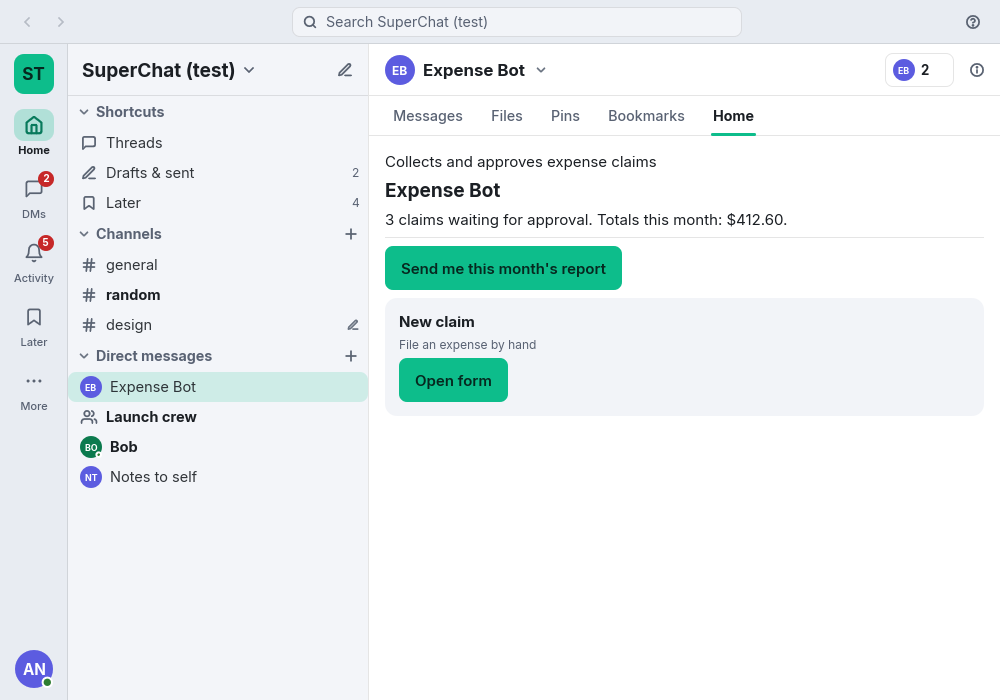 Search SuperChat (test)
ST
Home
2
DMs
5
Activity
Later
More
AN
SuperChat (test)
Shortcuts
Threads
Drafts & sent 2
Later 4
Channels
# general
# random
# design
Direct messages
EB Expense Bot
Launch crew
BO Bob
NT Notes to self
EB Expense Bot
EB 2
Messages Files Pins Bookmarks Home
Collects and approves expense claims
Expense Bot
3 claims waiting for approval. Totals this month: $412.60.
Send me this month's report
New claim
File an expense by hand
Open form